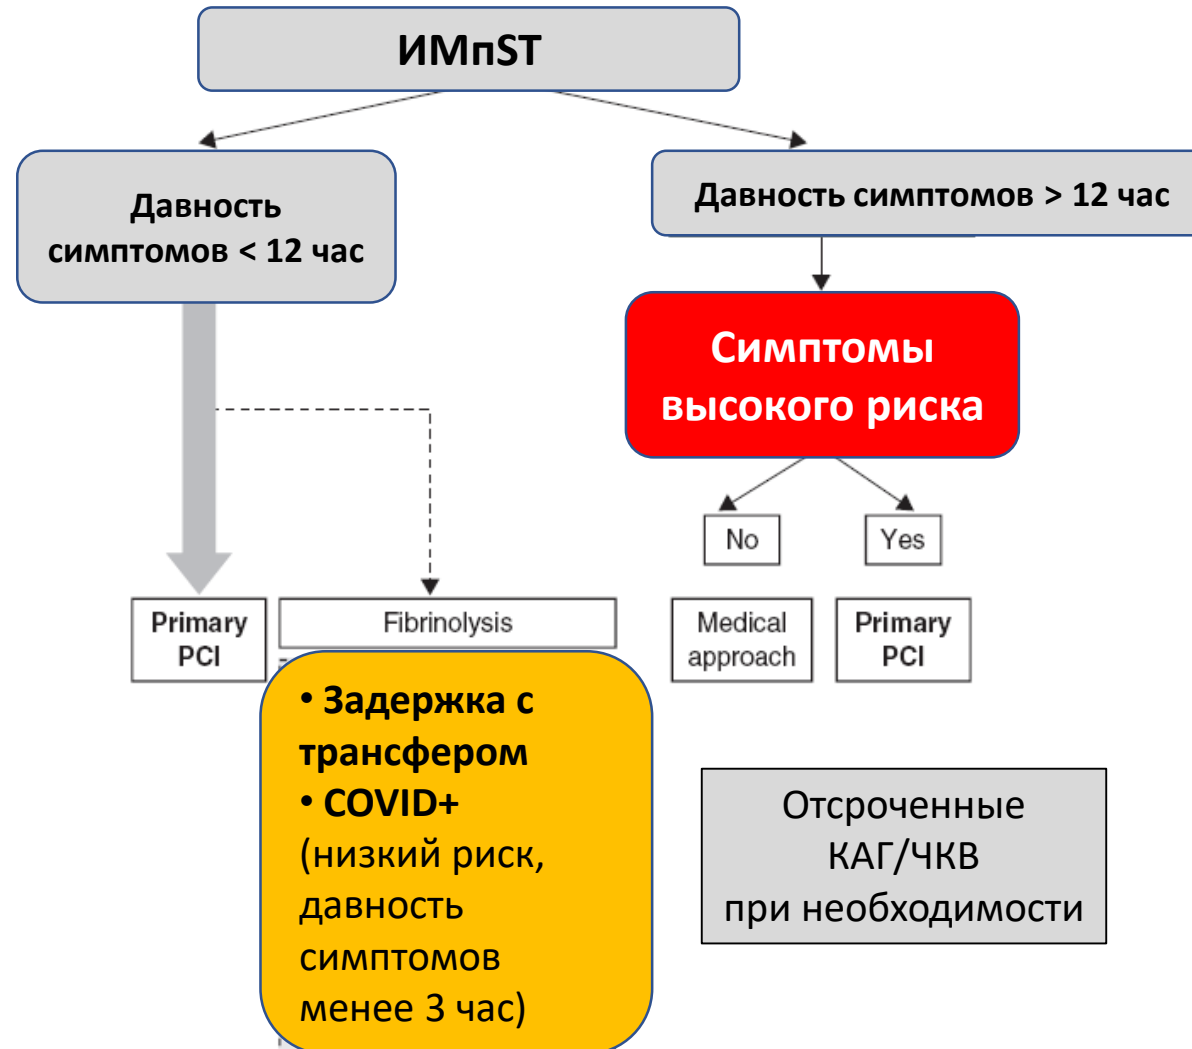 ИМпST
Давность
симптомов < 12 час
Давность симптомов > 12 час
Симптомы
высокого риска
No
Yes
Primary
PCI
Fibrinolysis
Medical
approach
Primary
PCI
• Задержка с
трансфером
• COVID+
(низкий риск,
давность
симптомов
менее 3 час)
Отсроченные
КАГ/ЧКВ
при необходимости